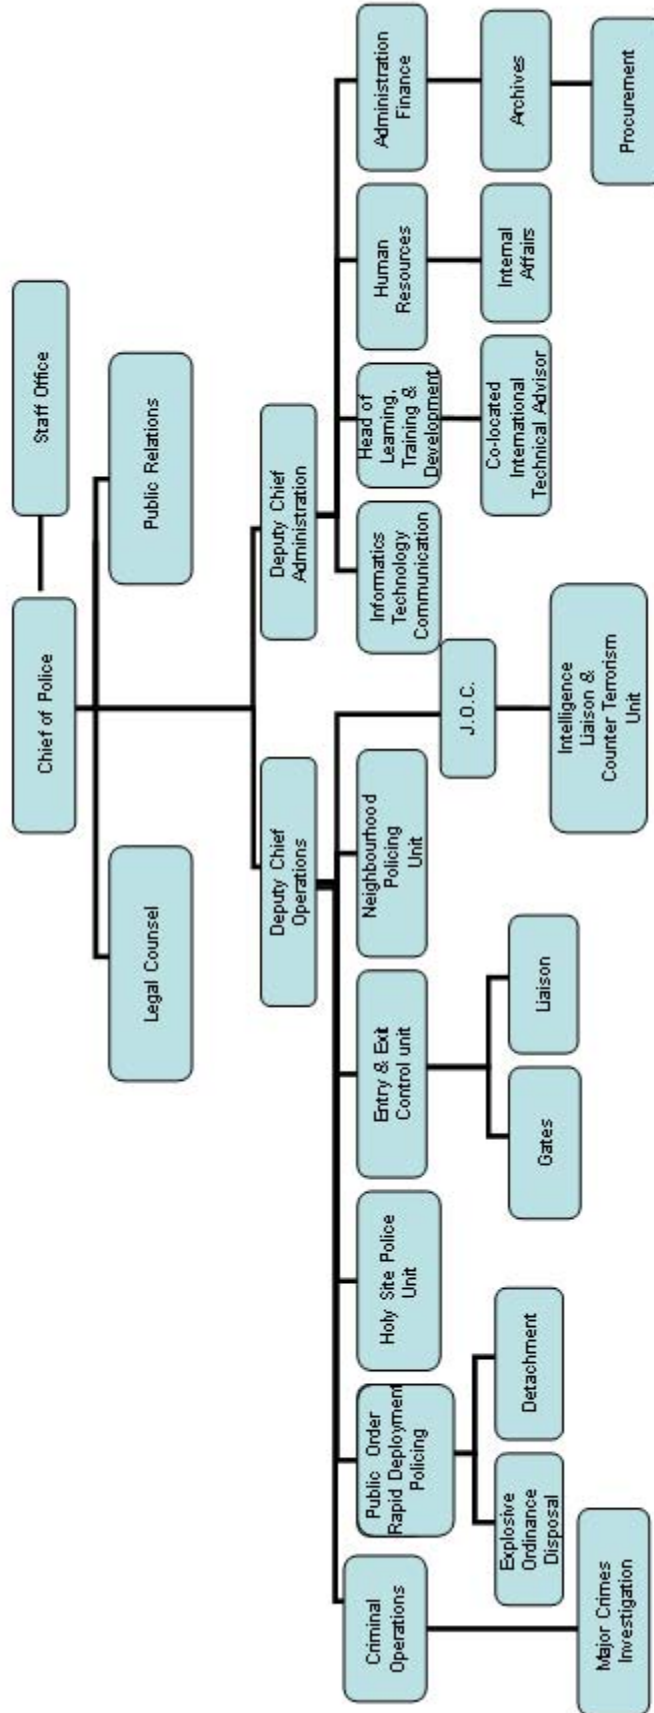 Staff Office
Chief of Police
Public Relations
Legal Counsel
Deputy Chief
Operations
Deputy Chief
Administration
Criminal
Operations
Public Order
Rapid Deployment
Policing
Holy Site Police
Unit
Entry & Exit
Control unit
Neighbourhood
Policing
Unit
J.O.C.
Informatics
Technology
Communication
Head of
Learning,
Training &
Development
Human
Resources
Administration
Finance
Major Crimes
Investigation
Explosive
Ordinance
Disposal
Detachment
Gates
Liaison
Intelligence
Liaison &
Counter Terrorism
Unit
Co-located
International
Technical Advisor
Internal
Affairs
Archives
Procurement